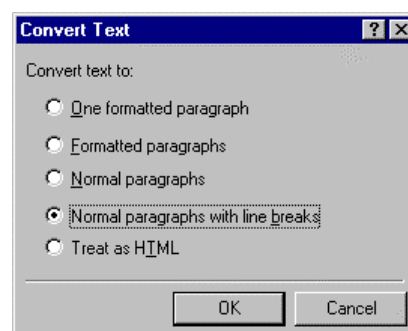 Convert Text
Convert text to:
One formatted paragraph
Formatted paragraphs
Normal paragraphs
Normal paragraphs with line breaks
Treat as HTML
OK Cancel